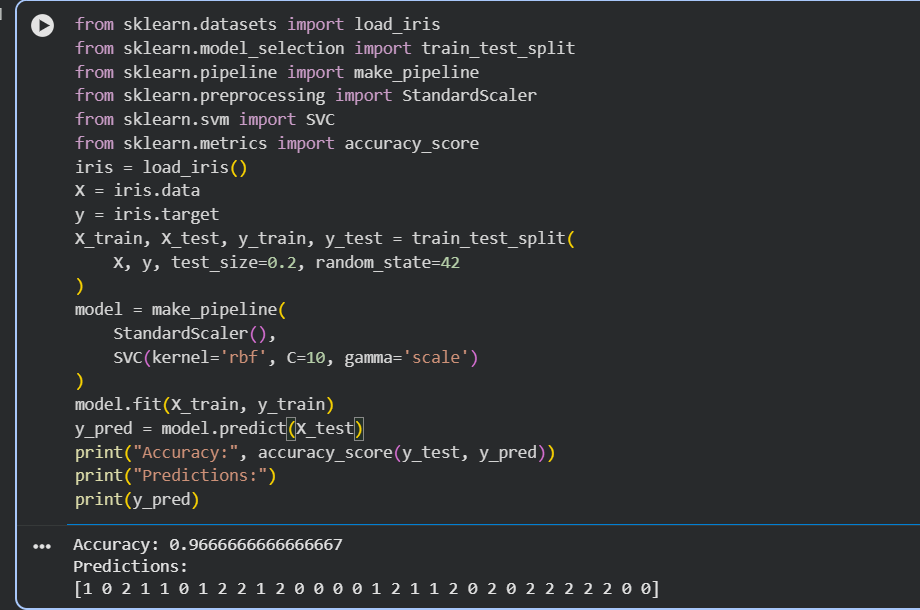 from sklearn.datasets import load_iris
from sklearn.model_selection import train_test_split
from sklearn.pipeline import make_pipeline
from sklearn.preprocessing import StandardScaler
from sklearn.svm import SVC
from sklearn.metrics import accuracy_score
iris = load_iris()
X = iris.data
y = iris.target
X_train, X_test, y_train, y_test = train_test_split(
    X, y, test_size=0.2, random_state=42
)
model = make_pipeline(
    StandardScaler(),
    SVC(kernel='rbf', C=10, gamma='scale')
)
model.fit(X_train, y_train)
y_pred = model.predict(X_test)
print("Accuracy:", accuracy_score(y_test, y_pred))
print("Predictions:")
print(y_pred)
Accuracy: 0.9666666666666667
Predictions:
[1 0 2 1 1 0 1 2 2 1 2 0 0 0 0 1 2 1 1 2 0 2 0 2 2 2 2 2 0 0]